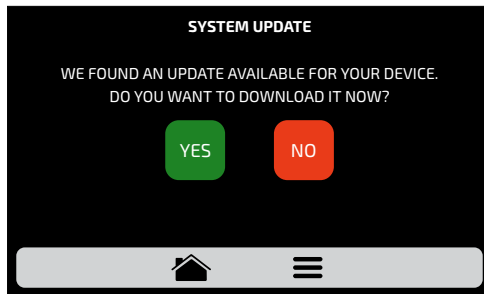 SYSTEM UPDATE
WE FOUND AN UPDATE AVAILABLE FOR YOUR DEVICE.
DO YOU WANT TO DOWNLOAD IT NOW?
YES
NO